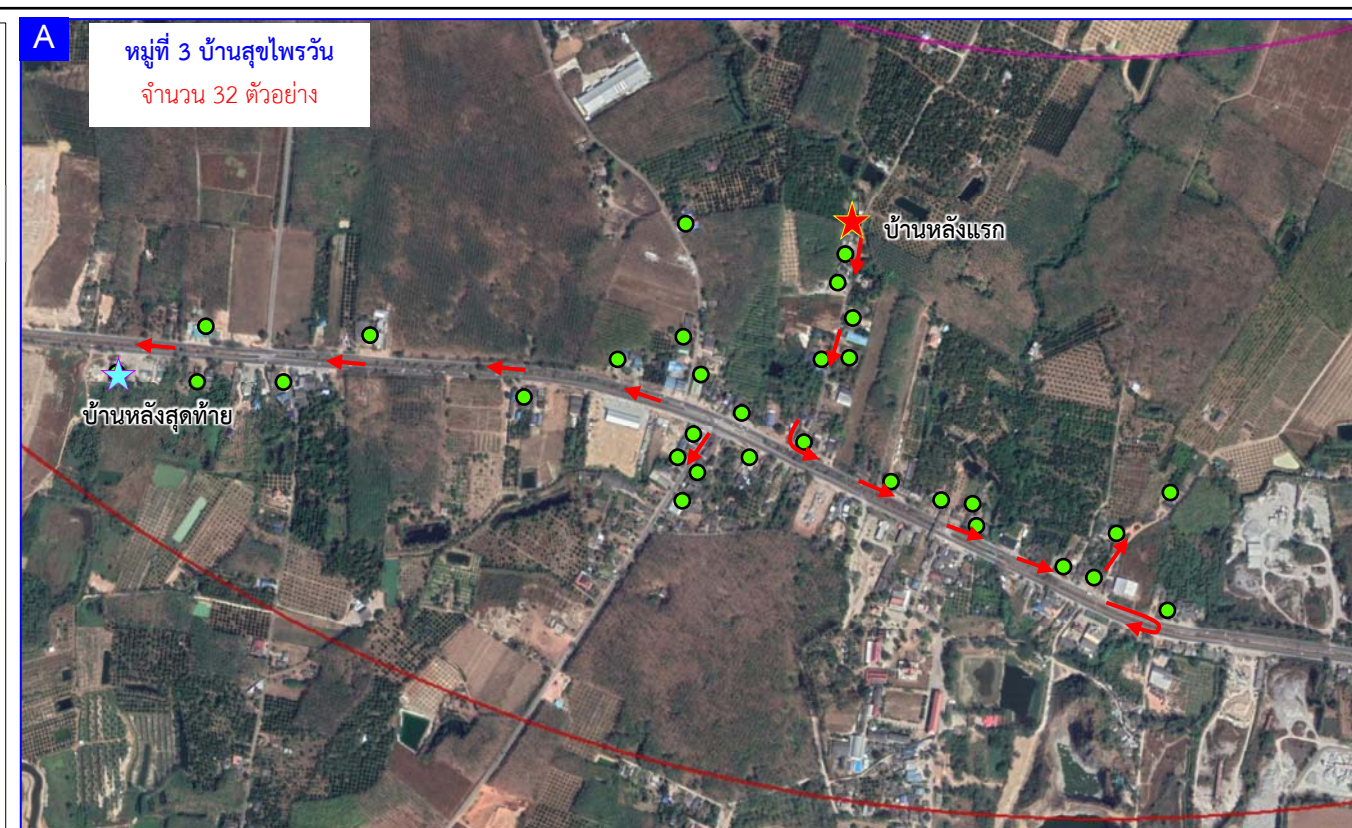 A
หมู่ที่ 3 บ้านสุขไพรวัน
จำนวน 32 ตัวอย่าง
บ้านหลังแรก
บ้านหลังสุดท้าย